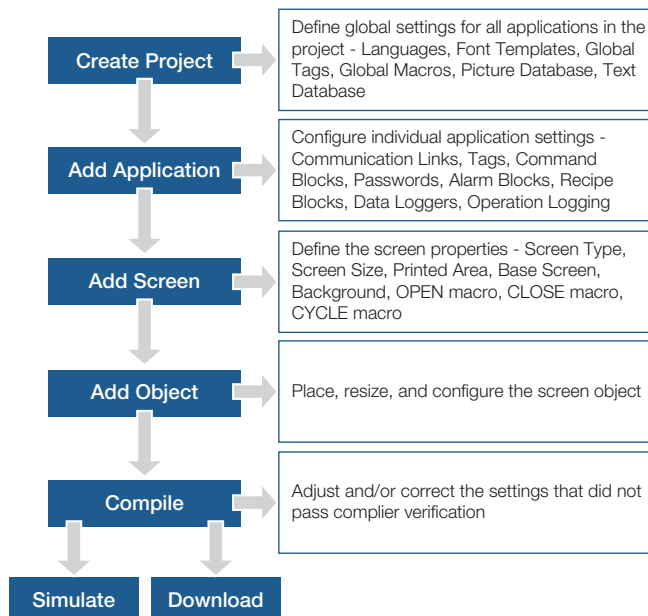 Create Project
Define global settings for all applications in the
project - Languages, Font Templates, Global
Tags, Global Macros, Picture Database, Text
Database
Add Application
Configure individual application settings -
Communication Links, Tags, Command
Blocks, Passwords, Alarm Blocks, Recipe
Blocks, Data Loggers, Operation Logging
Add Screen
Define the screen properties - Screen Type,
Screen Size, Printed Area, Base Screen,
Background, OPEN macro, CLOSE macro,
CYCLE macro
Add Object
Place, resize, and configure the screen object
Compile
Adjust and/or correct the settings that did not
pass complier verification
Simulate
Download